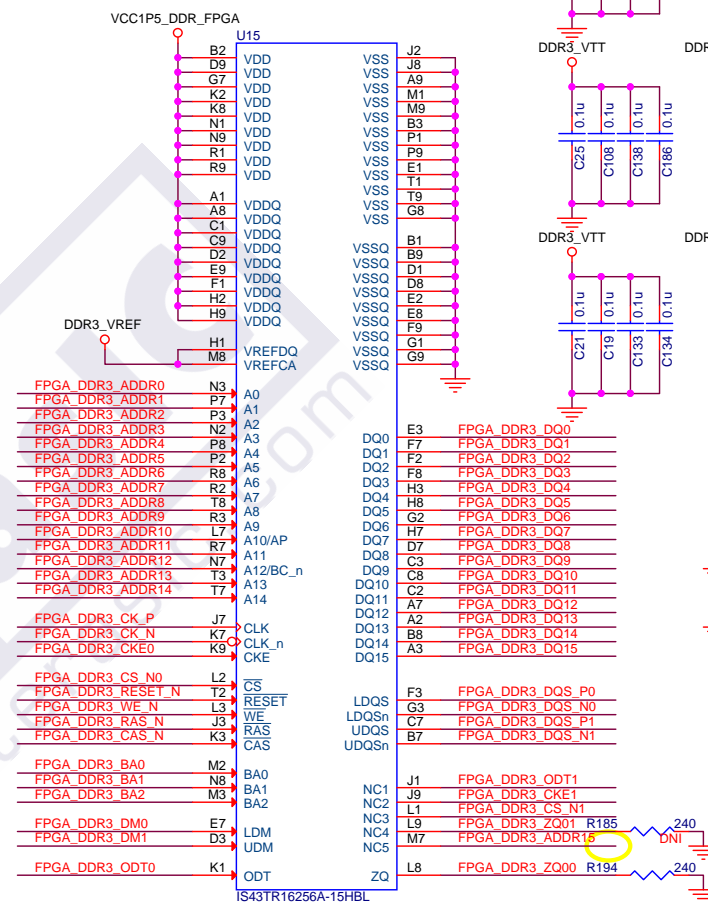 VCC1P5_DDR_FPGA
U15
B2 VDD VSS J2
D9 VDD VSS J8
G7 VDD VSS A9
K2 VDD VSS M1
K8 VDD VSS M9
N1 VDD VSS B3
N9 VDD VSS P1
R1 VDD VSS P9
R9 VDD VSS E1
VSS T1
A1 VDDQ VSS T9
A8 VDDQ VSS G8
C1 VDDQ
C9 VDDQ VSSQ B1
D2 VDDQ VSSQ B9
E9 VDDQ VSSQ D1
F1 VDDQ VSSQ D8
H2 VDDQ VSSQ E2
H9 VDDQ VSSQ E8
VSSQ F9
DDR3_VREF
H1 VREFDQ VSSQ G1
M8 VREFCA VSSQ G9
FPGA_DDR3_ADDR0 N3 A0
FPGA_DDR3_ADDR1 P7 A1
FPGA_DDR3_ADDR2 P3 A2
FPGA_DDR3_ADDR3 N2 A3 DQ0 E3 FPGA_DDR3_DQ0
FPGA_DDR3_ADDR4 P8 A4 DQ1 F7 FPGA_DDR3_DQ1
FPGA_DDR3_ADDR5 P2 A5 DQ2 F2 FPGA_DDR3_DQ2
FPGA_DDR3_ADDR6 R8 A6 DQ3 F8 FPGA_DDR3_DQ3
FPGA_DDR3_ADDR7 R2 A7 DQ4 H3 FPGA_DDR3_DQ4
FPGA_DDR3_ADDR8 T8 A8 DQ5 H8 FPGA_DDR3_DQ5
FPGA_DDR3_ADDR9 R3 A9 DQ6 G2 FPGA_DDR3_DQ6
FPGA_DDR3_ADDR10 L7 A10/AP DQ7 H7 FPGA_DDR3_DQ7
FPGA_DDR3_ADDR11 R7 A11 DQ8 D7 FPGA_DDR3_DQ8
FPGA_DDR3_ADDR12 N7 A12/BC_n DQ9 C3 FPGA_DDR3_DQ9
FPGA_DDR3_ADDR13 T3 A13 DQ10 C8 FPGA_DDR3_DQ10
FPGA_DDR3_ADDR14 T7 A14 DQ11 C2 FPGA_DDR3_DQ11
DQ12 A7 FPGA_DDR3_DQ12
FPGA_DDR3_CK_P J7 CLK DQ13 A2 FPGA_DDR3_DQ13
FPGA_DDR3_CK_N K7 CLK_n DQ14 B8 FPGA_DDR3_DQ14
FPGA_DDR3_CKE0 K9 CKE DQ15 A3 FPGA_DDR3_DQ15
FPGA_DDR3_CS_N0 L2 CS
FPGA_DDR3_RESET_N T2 RESET LDQS F3 FPGA_DDR3_DQS_P0
FPGA_DDR3_WE_N L3 WE LDQSn G3 FPGA_DDR3_DQS_N0
FPGA_DDR3_RAS_N J3 RAS UDQS C7 FPGA_DDR3_DQS_P1
FPGA_DDR3_CAS_N K3 CAS UDQSn B7 FPGA_DDR3_DQS_N1
FPGA_DDR3_BA0 M2 BA0
FPGA_DDR3_BA1 N8 BA1 NC1 J1 FPGA_DDR3_ODT1
FPGA_DDR3_BA2 M3 BA2 NC2 J9 FPGA_DDR3_CKE1
NC3 L1 FPGA_DDR3_CS_N1
FPGA_DDR3_DM0 E7 LDM NC4 L9 FPGA_DDR3_ZQ01 R185 240 DNI
FPGA_DDR3_DM1 D3 UDM NC5 M7 FPGA_DDR3_ADDR15
FPGA_DDR3_ODT0 K1 ODT ZQ L8 FPGA_DDR3_ZQ00 R194 240
IS43TR16256A-15HBL
DDR3_VTT
C25 0.1u
C108 0.1u
C138 0.1u
C186 0.1u
DDR3_VTT
C21 0.1u
C19 0.1u
C133 0.1u
C134 0.1u